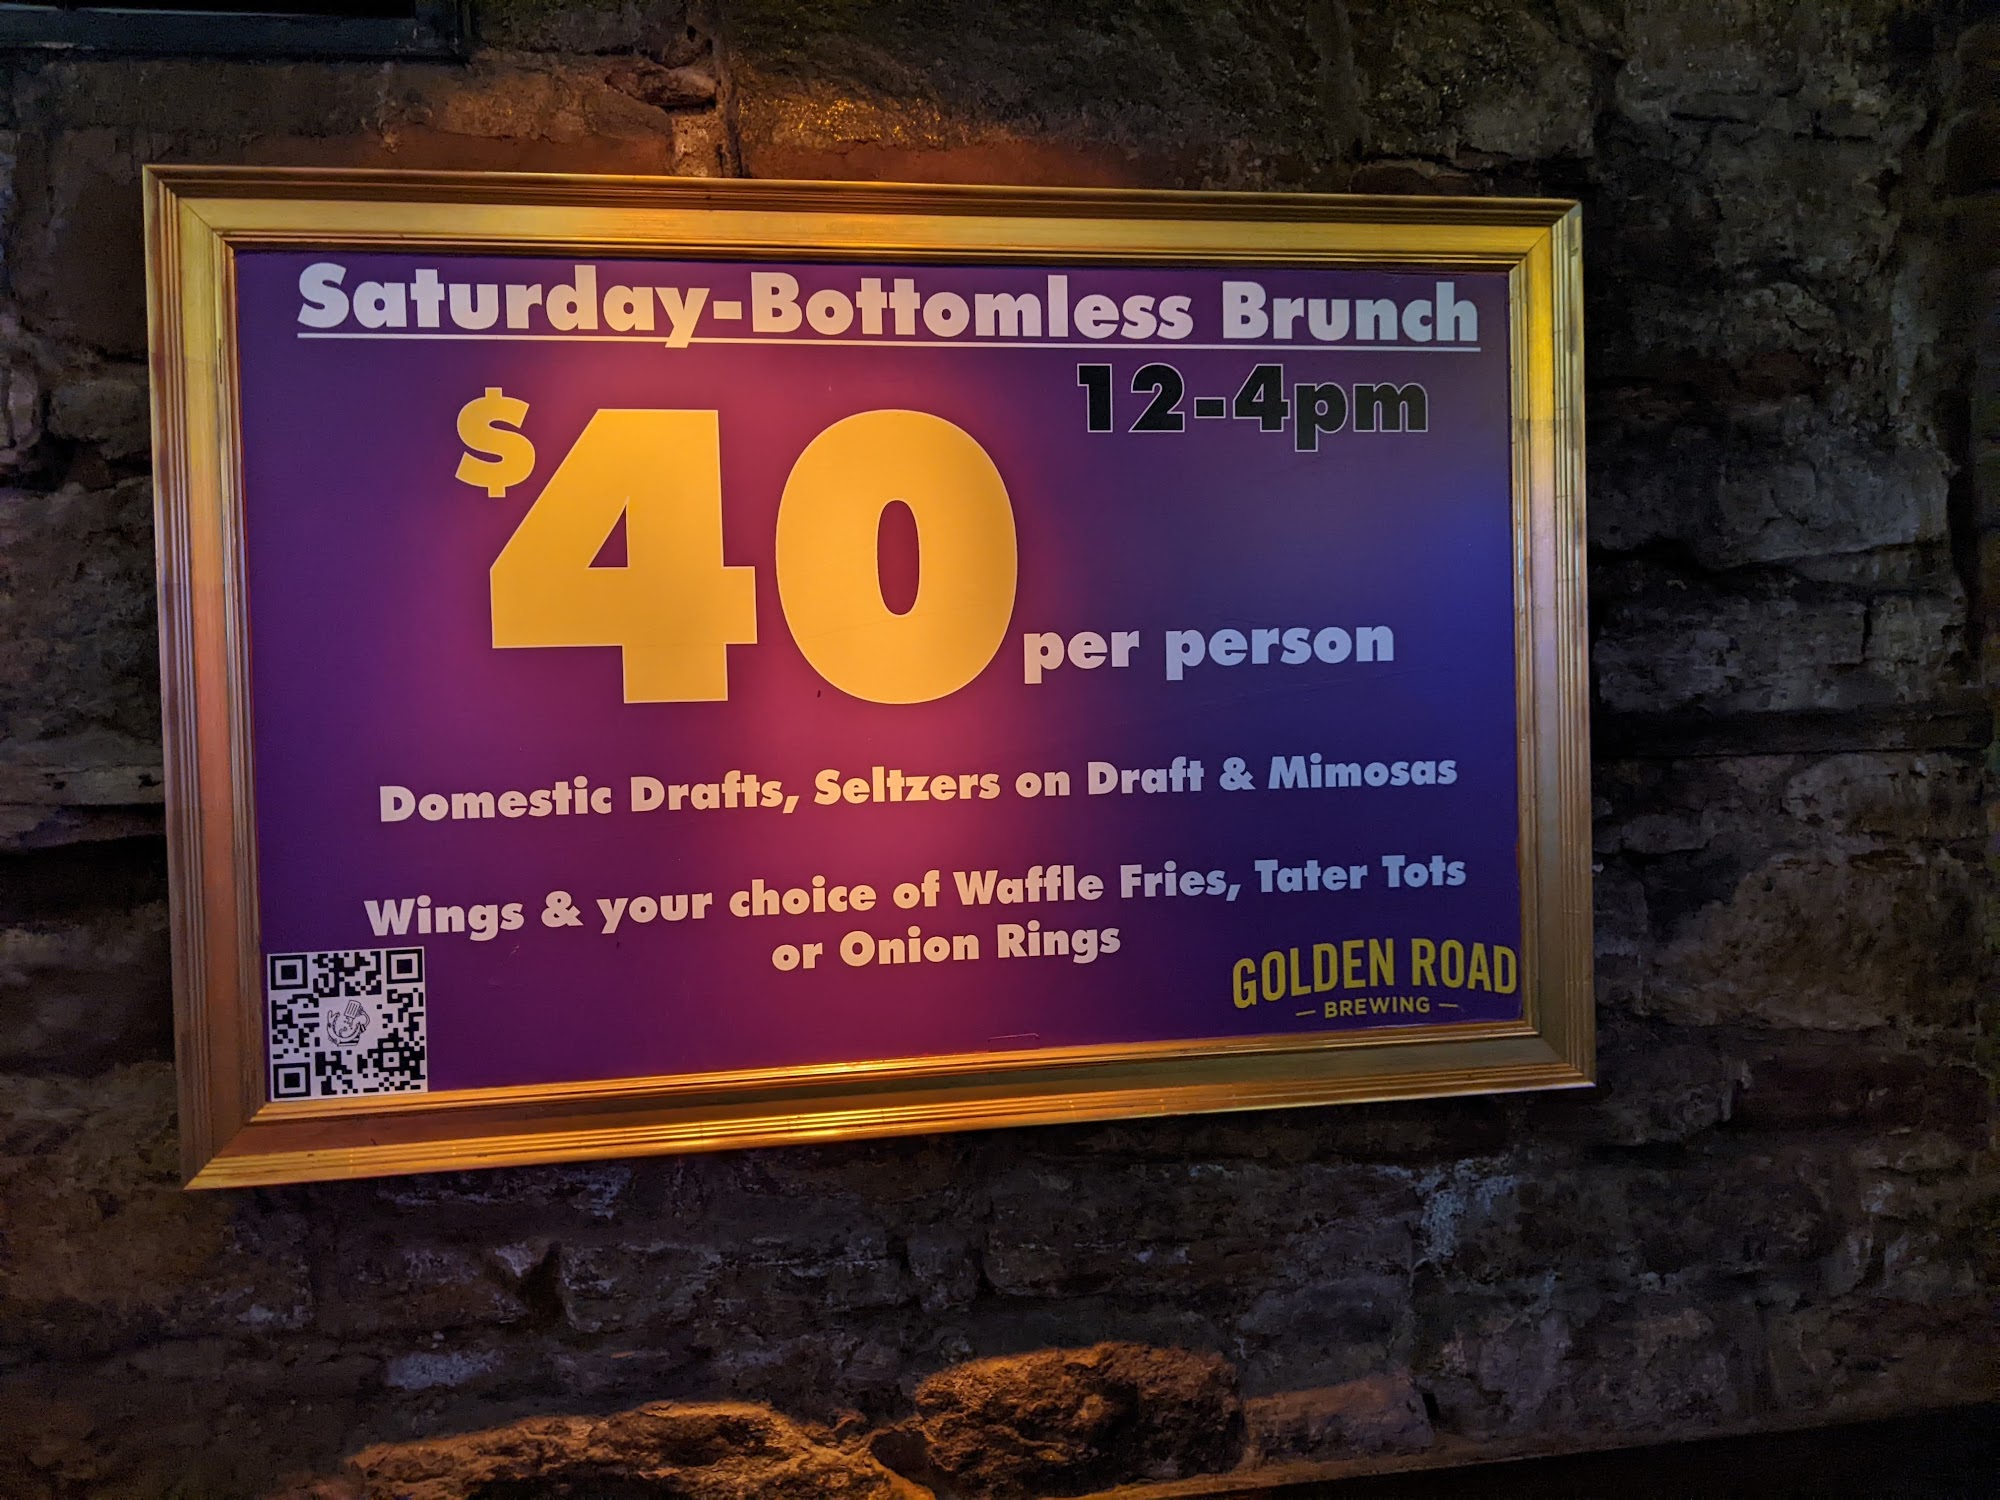 Saturday-Bottomless Brunch
12-4pm
$40 per person
Domestic Drafts, Seltzers on Draft & Mimosas
Wings & your choice of Waffle Fries, Tater Tots
or Onion Rings
GOLDEN ROAD
— BREWING —